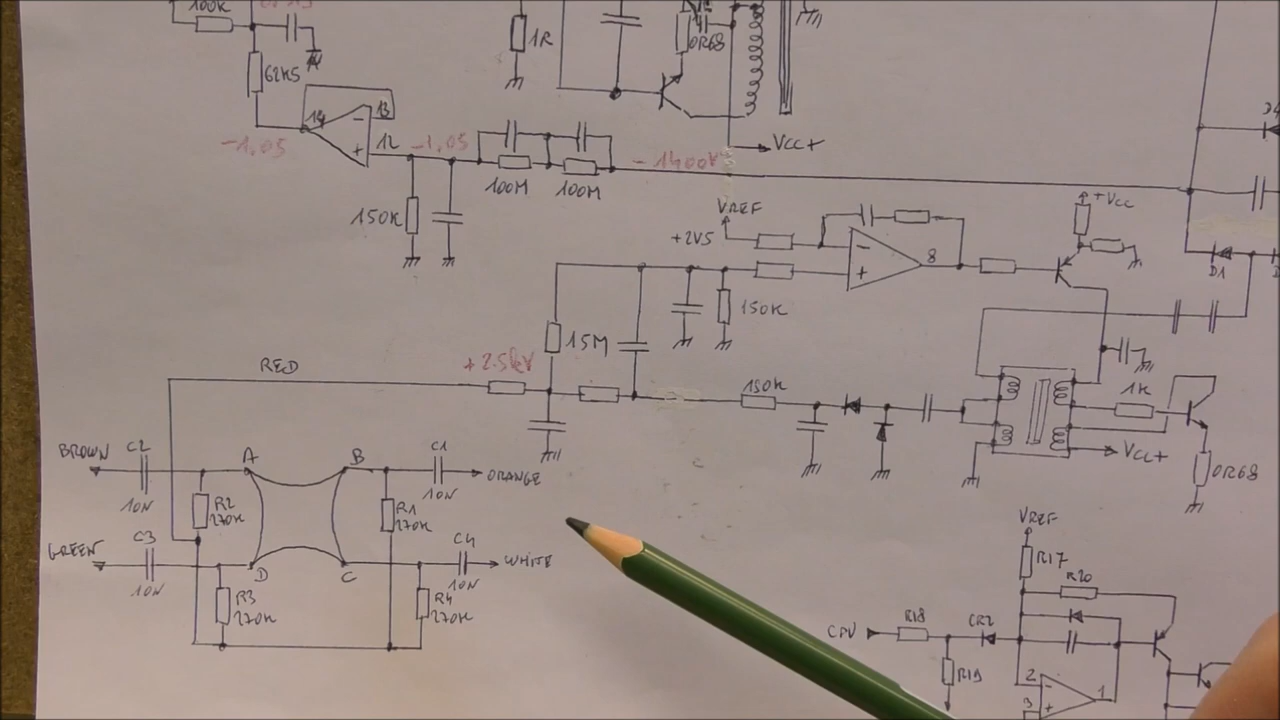 100K
0R68
1R
62K5
14
13
12
-1.05
-1.05
-1400V
VCC+
100M
100M
150K
VREF
+2V5
8
+Vcc
D1
15M
150K
RED
+2.5kV
150K
1K
VCC+
0R68
BROWN
C2
10N
A
B
C1
10N
ORANGE
R2
270K
R1
270K
GREEN
C3
10N
D
C
C4
10N
WHITE
R3
270K
R4
270K
VREF
R17
R20
R18
CR2
R19
2
3
1